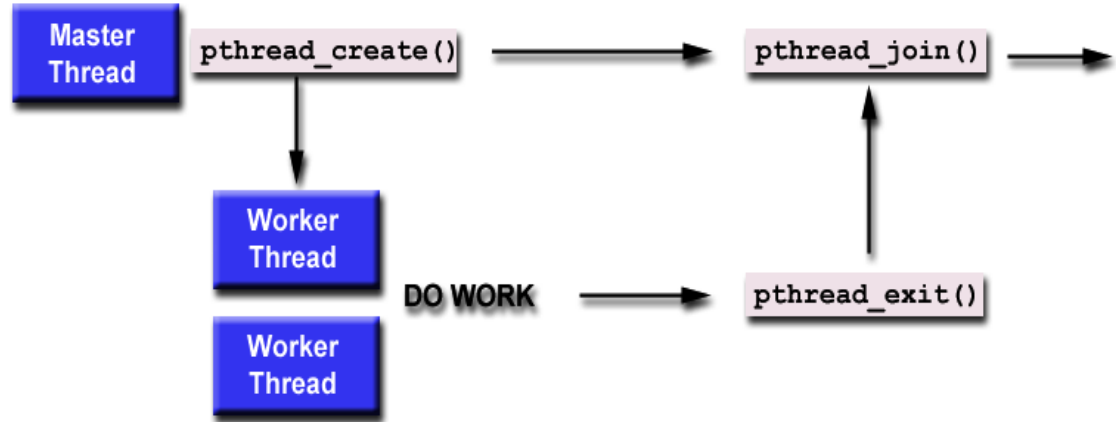 Master
Thread
pthread_create()
pthread_join()
Worker
Thread
DO WORK
pthread_exit()
Worker
Thread